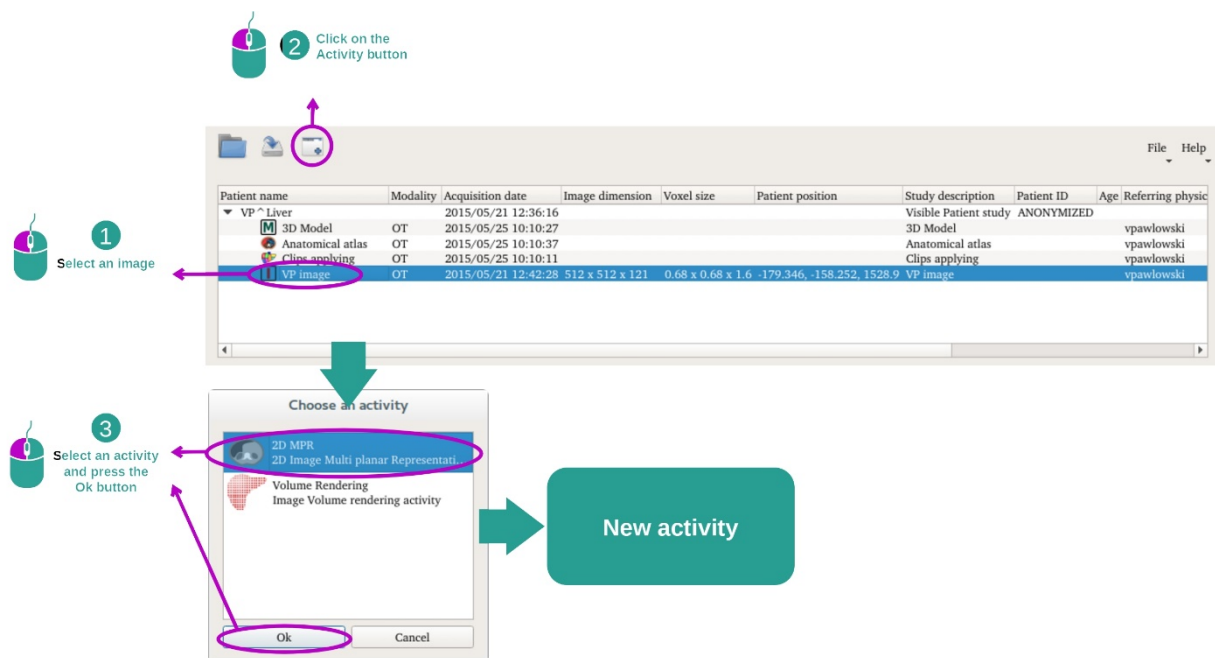 2
Click on the
Activity button
File Help
Patient name Modality Acquisition date Image dimension Voxel size Patient position Study description Patient ID Age Referring physic
VP^Liver 2015/05/21 12:36:16 Visible Patient study ANONYMIZED
M 3D Model OT 2015/05/25 10:10:27 3D Model vpawlowski
Anatomical atlas OT 2015/05/25 10:10:37 Anatomical atlas vpawlowski
Clips applying OT 2015/05/25 10:10:11 Clips applying vpawlowski
VP image OT 2015/05/21 12:42:28 512 x 512 x 121 0.68 x 0.68 x 1.6 -179.346, -158.252, 1528.9 VP image vpawlowski
1
Select an image
Choose an activity
2D MPR
2D Image Multi planar Representati...
Volume Rendering
Image Volume rendering activity
Ok Cancel
3
Select an activity
and press the
Ok button
New activity